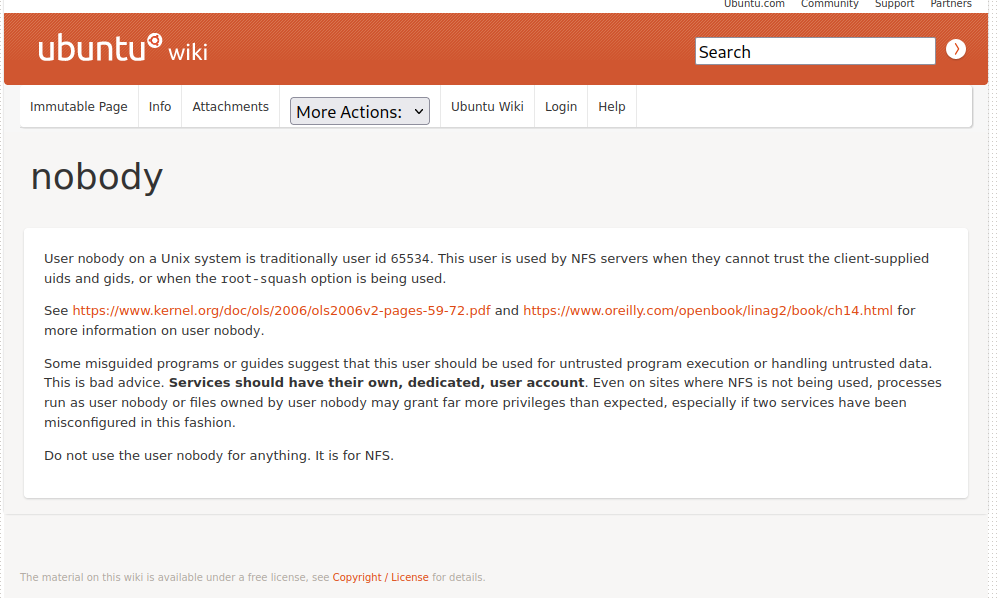 Ubuntu.com Community Support Partners
ubuntu wiki
Search
Immutable Page Info Attachments More Actions: Ubuntu Wiki Login Help
nobody
User nobody on a Unix system is traditionally user id 65534. This user is used by NFS servers when they cannot trust the client-supplied
uids and gids, or when the root-squash option is being used.
See https://www.kernel.org/doc/ols/2006/ols2006v2-pages-59-72.pdf and https://www.oreilly.com/openbook/linag2/book/ch14.html for
more information on user nobody.
Some misguided programs or guides suggest that this user should be used for untrusted program execution or handling untrusted data.
This is bad advice. Services should have their own, dedicated, user account. Even on sites where NFS is not being used, processes
run as user nobody or files owned by user nobody may grant far more privileges than expected, especially if two services have been
misconfigured in this fashion.
Do not use the user nobody for anything. It is for NFS.
The material on this wiki is available under a free license, see Copyright / License for details.